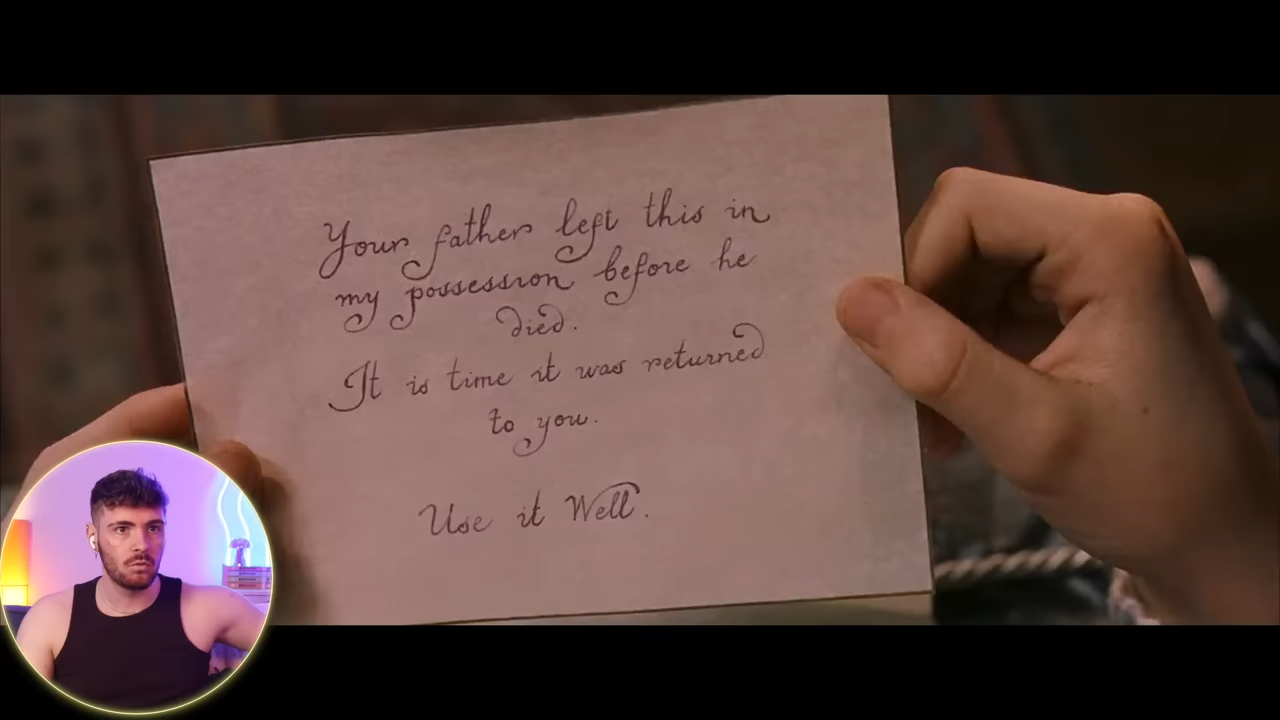 Your father left this in
my possession before he
died.
It is time it was returned
to you.
Use it Well.